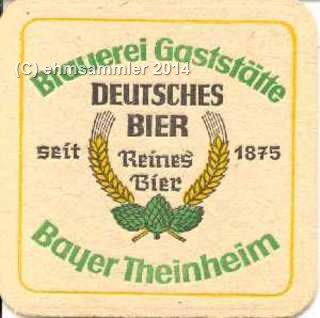 Brauerei Gaststätte
(C) ehmsammler 2014
DEUTSCHES
BIER
seit Reines 1875
Bier
Bayer Theinheim